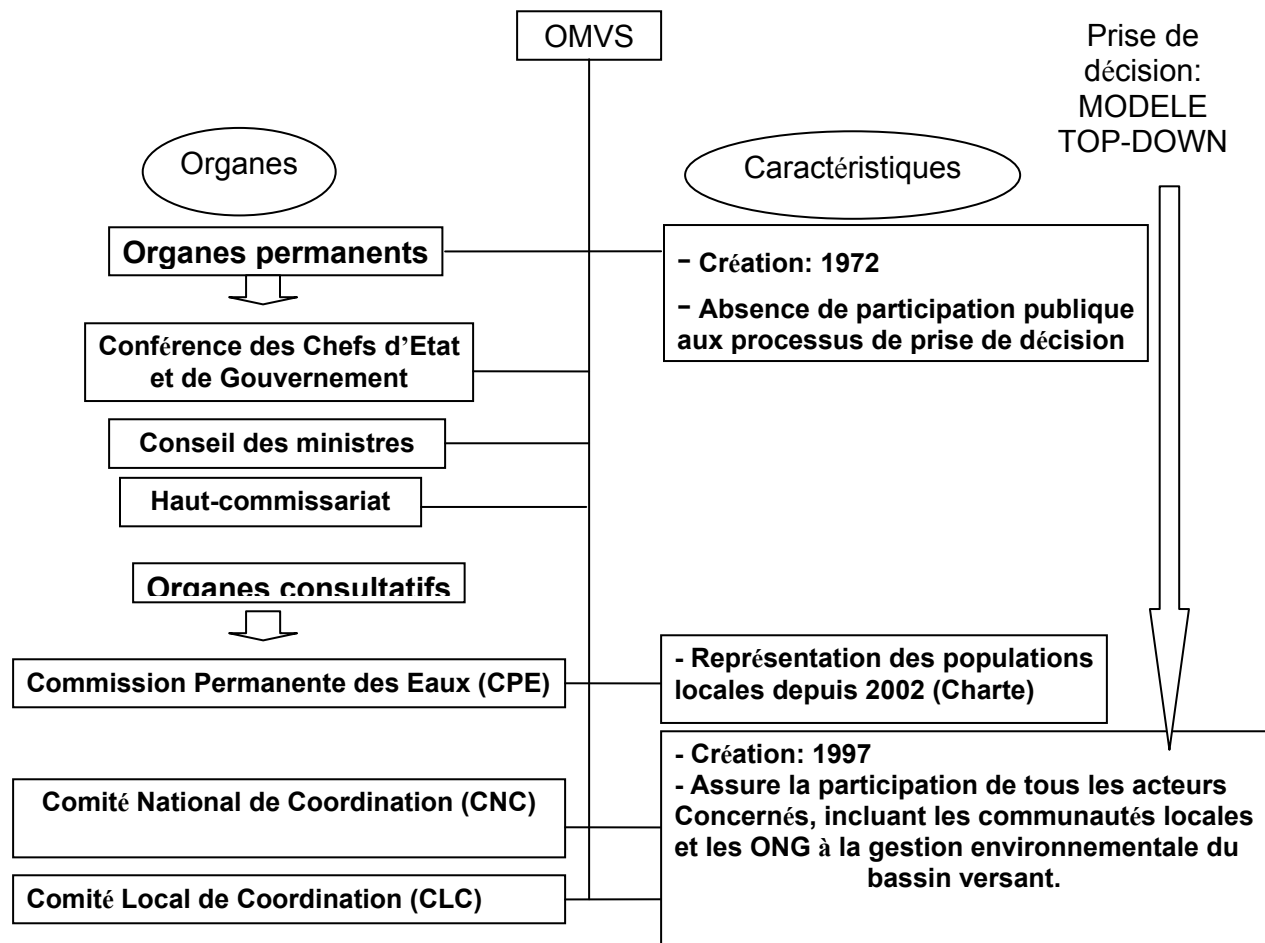 OMVS
Prise de
décision:
MODELE
TOP-DOWN
Organes
Caractéristiques
Organes permanents
- Création: 1972
- Absence de participation publique
aux processus de prise de décision
Conférence des Chefs d’Etat
et de Gouvernement
Conseil des ministres
Haut-commissariat
Organes consultatifs
Commission Permanente des Eaux (CPE)
- Représentation des populations
locales depuis 2002 (Charte)
Comité National de Coordination (CNC)
- Création: 1997
- Assure la participation de tous les acteurs
Concernés, incluant les communautés locales
et les ONG à la gestion environnementale du
bassin versant.
Comité Local de Coordination (CLC)